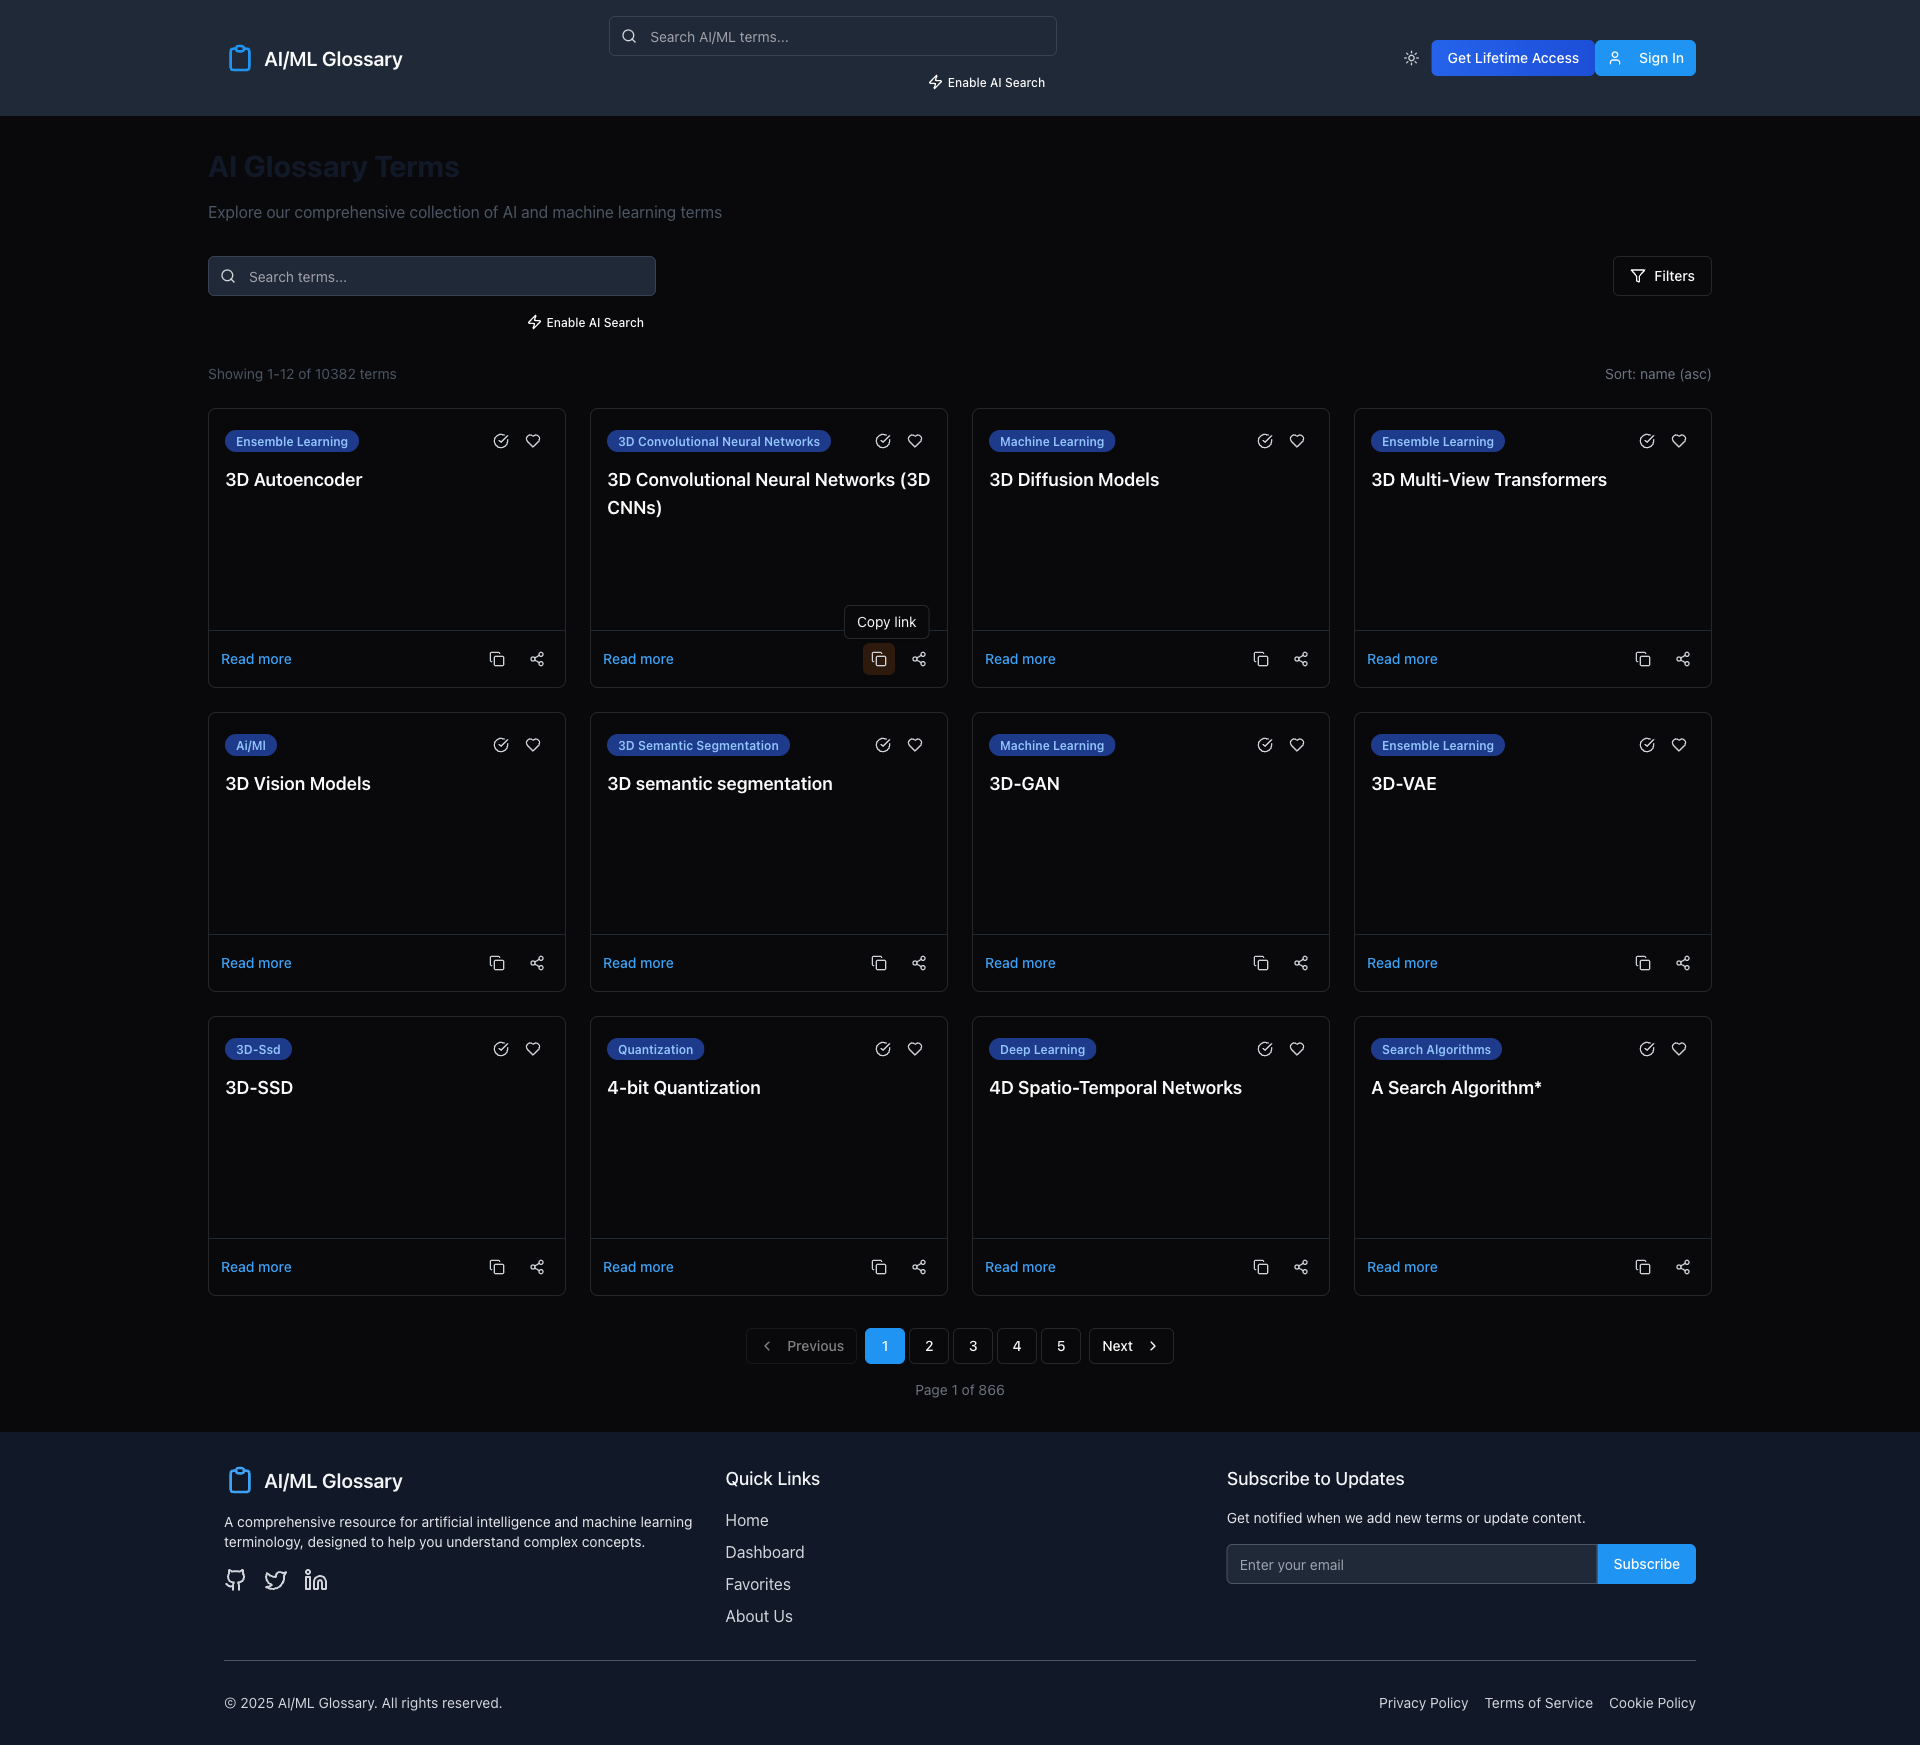 AI/ML Glossary
Search AI/ML terms...
Enable AI Search
Get Lifetime Access
Sign In
AI Glossary Terms
Explore our comprehensive collection of AI and machine learning terms
Search terms...
Filters
Enable AI Search
Showing 1-12 of 10382 terms
Sort: name (asc)
Ensemble Learning
3D Autoencoder
Read more
3D Convolutional Neural Networks
3D Convolutional Neural Networks (3D
CNNs)
Copy link
Read more
Machine Learning
3D Diffusion Models
Read more
Ensemble Learning
3D Multi-View Transformers
Read more
Ai/Ml
3D Vision Models
Read more
3D Semantic Segmentation
3D semantic segmentation
Read more
Machine Learning
3D-GAN
Read more
Ensemble Learning
3D-VAE
Read more
3D-Ssd
3D-SSD
Read more
Quantization
4-bit Quantization
Read more
Deep Learning
4D Spatio-Temporal Networks
Read more
Search Algorithms
A Search Algorithm*
Read more
Previous
1
2
3
4
5
Next
Page 1 of 866
AI/ML Glossary
A comprehensive resource for artificial intelligence and machine learning
terminology, designed to help you understand complex concepts.
Quick Links
Home
Dashboard
Favorites
About Us
Subscribe to Updates
Get notified when we add new terms or update content.
Enter your email
Subscribe
© 2025 AI/ML Glossary. All rights reserved.
Privacy Policy
Terms of Service
Cookie Policy